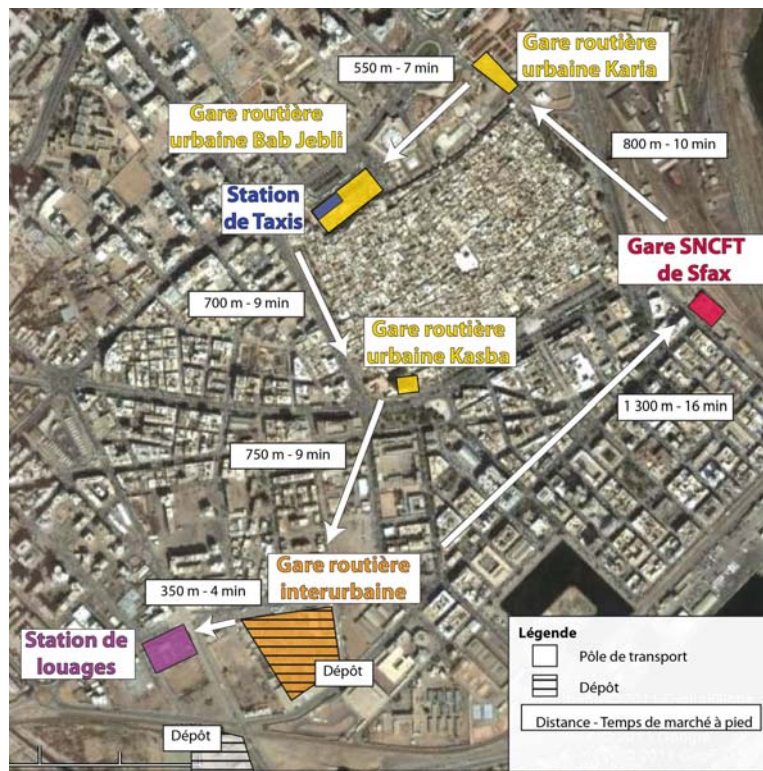 Gare routière
urbaine Karia
550 m - 7 min
Gare routière
urbaine Bab Jebli
800 m - 10 min
Station
de Taxis
Gare SNCFT
de Sfax
700 m - 9 min
Gare routière
urbaine Kasba
1 300 m - 16 min
750 m - 9 min
Gare routière
interurbaine
350 m - 4 min
Station de
louages
Dépôt
Dépôt
Légende
Pôle de transport
Dépôt
Distance - Temps de marché à pied